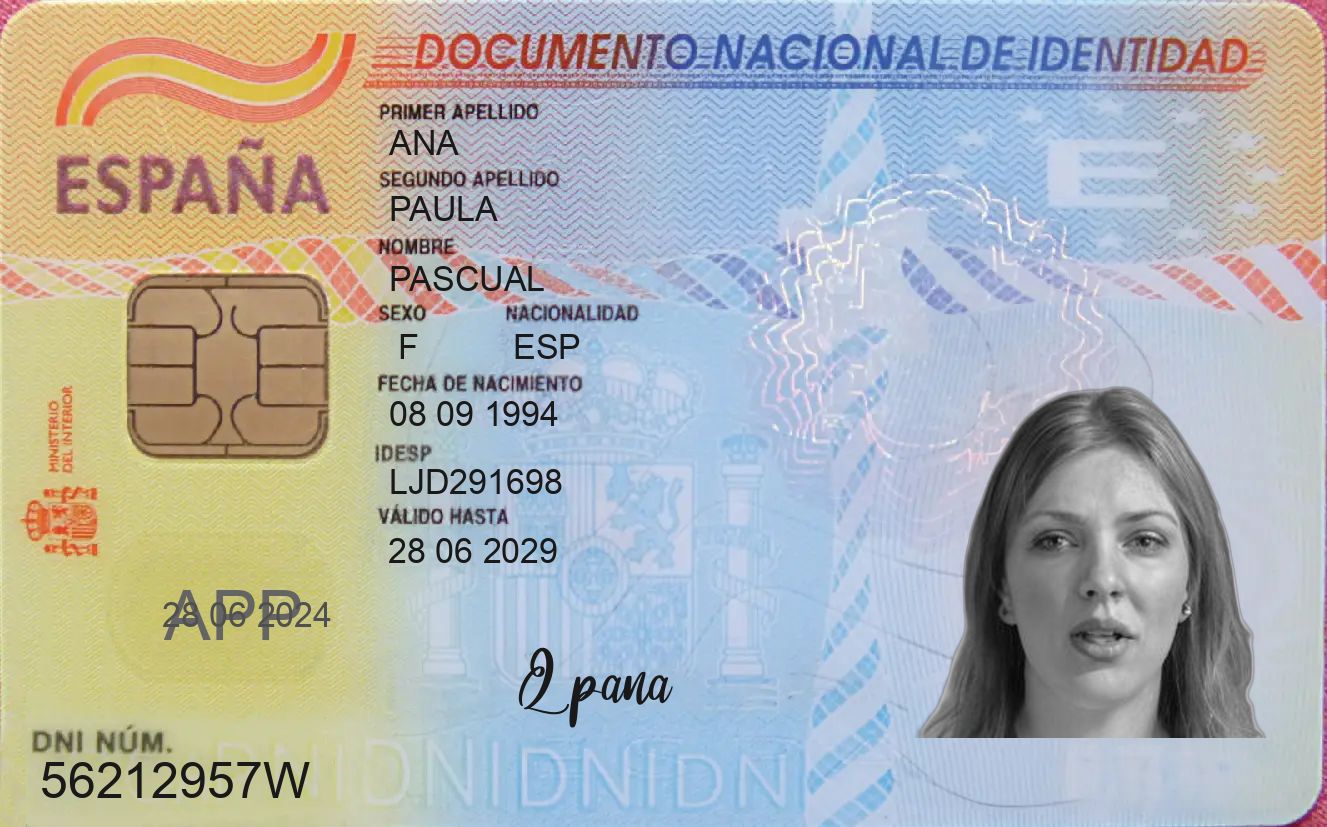 DOCUMENTO NACIONAL DE IDENTIDAD
ESPAÑA
PRIMER APELLIDO
ANA
SEGUNDO APELLIDO
PAULA
NOMBRE
PASCUAL
SEXO NACIONALIDAD
F ESP
FECHA DE NACIMIENTO
08 09 1994
IDESP
LJD291698
VÁLIDO HASTA
28 06 2029
MINISTERIO
DEL INTERIOR
E
APP
28 06 2024
DNI NÚM.
56212957W
DNIDNIDNIDNI